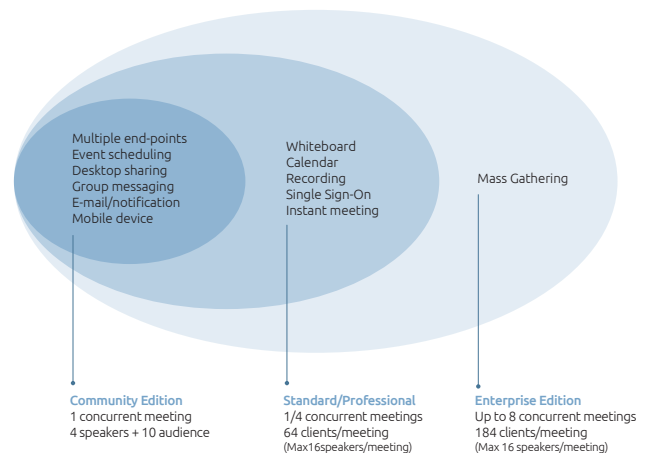 Multiple end-points
Event scheduling
Desktop sharing
Group messaging
E-mail/notification
Mobile device
Whiteboard
Calendar
Recording
Single Sign-On
Instant meeting
Mass Gathering
Community Edition
1 concurrent meeting
4 speakers + 10 audience
Standard/Professional
1/4 concurrent meetings
64 clients/meeting
(Max16speakers/meeting)
Enterprise Edition
Up to 8 concurrent meetings
184 clients/meeting
(Max 16 speakers/meeting)